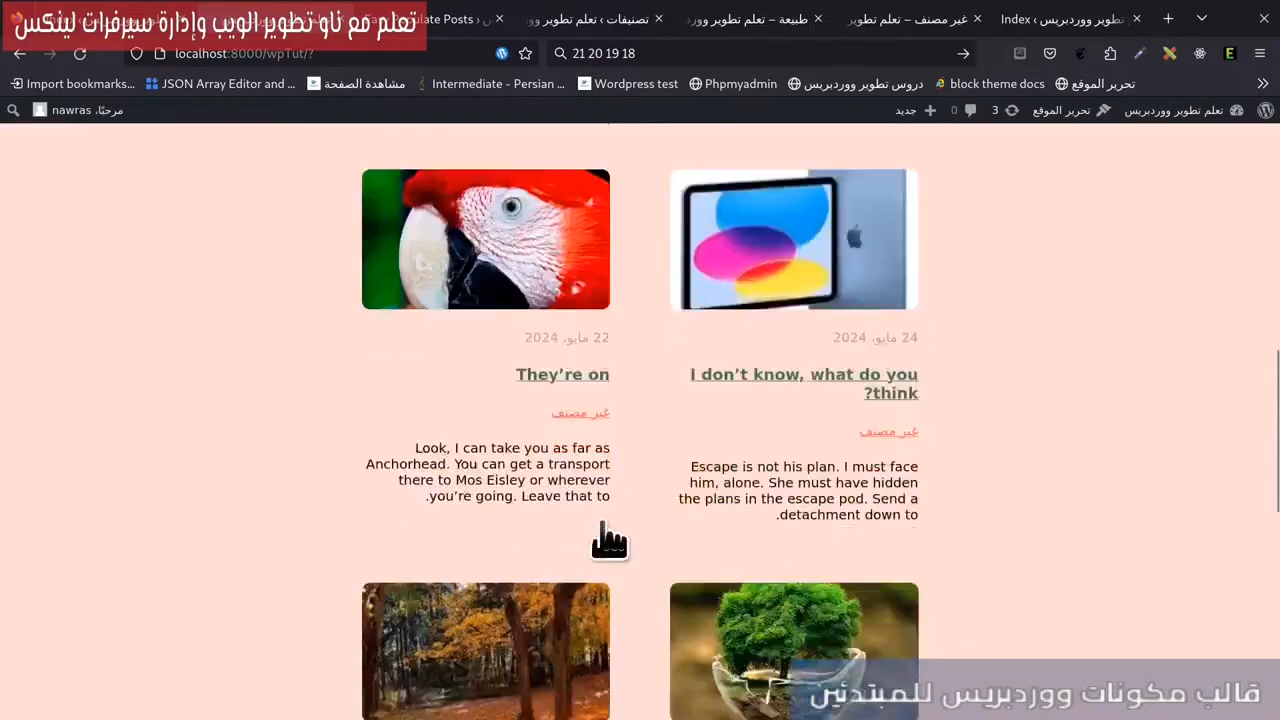 تعلم مع ناو تطوير الويب وإدارة سيرفرات لينكس
Easy
ulate Posts ‹
تصنيفات ‹ تعلم تطوير وور
طبيعة – تعلم تطوير وورد
غير مصنف – تعلم تطوير
Index ‹ تعلم تطوير ووردبريس
localhost:8000/wpTut/?
21 20 19 18
Import bookmarks...
JSON Array Editor and ...
مشاهدة الصفحة
Intermediate - Persian ...
Wordpress test
Phpmyadmin
دروس تطوير ووردبريس
block theme docs
تحرير الموقع
تعلم تطوير ووردبريس
تحرير الموقع
3
0
جديد
مرحبًا، nawras
24 مايو، 2024
I don’t know, what do you
think?
غير مصنف
Escape is not his plan. I must face
him, alone. She must have hidden
the plans in the escape pod. Send a
detachment down to.
22 مايو، 2024
They’re on
غير مصنف
Look, I can take you as far as
Anchorhead. You can get a transport
there to Mos Eisley or wherever
you’re going. Leave that to.
قالب مكونات ووردبريس للمبتدئين